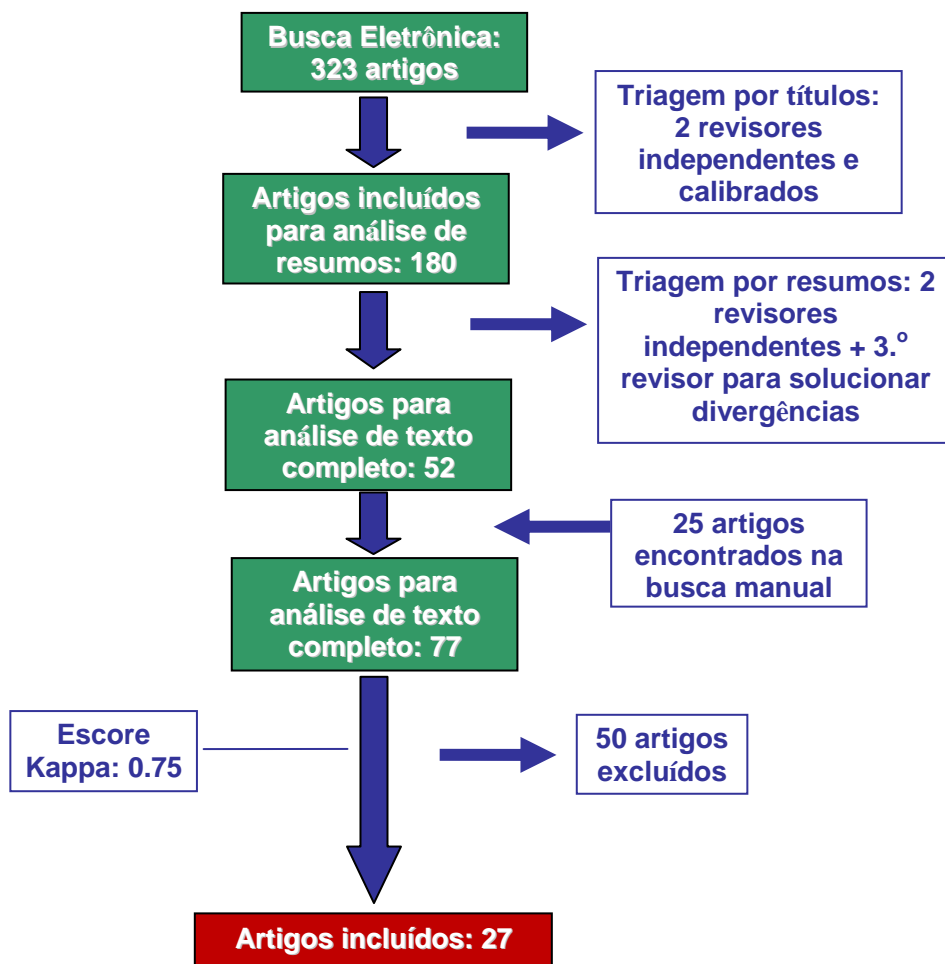 Busca Eletrônica:
323 artigos
Triagem por títulos:
2 revisores
independentes e
calibrados
Artigos incluídos
para análise de
resumos: 180
Triagem por resumos: 2
revisores
independentes + 3.º
revisor para solucionar
divergências
Artigos para
análise de texto
completo: 52
25 artigos
encontrados na
busca manual
Artigos para
análise de texto
completo: 77
Escore
Kappa: 0.75
50 artigos
excluídos
Artigos incluídos: 27